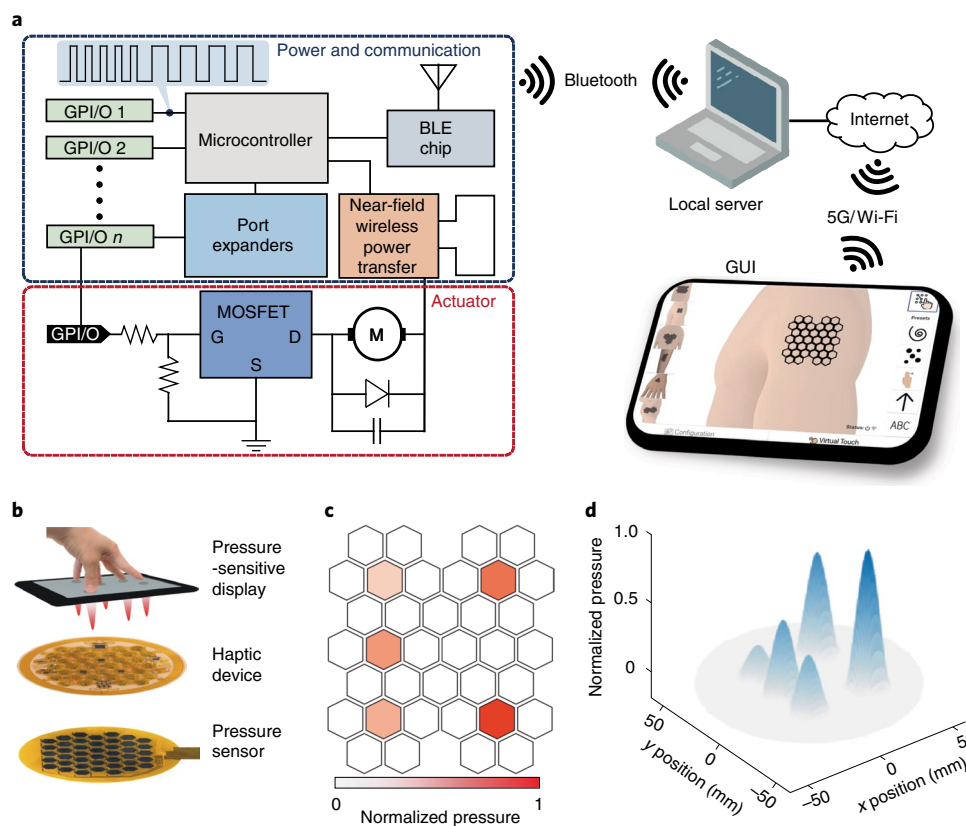 a
Power and communication
GPI/O 1
GPI/O 2
GPI/O n
Microcontroller
BLE
chip
Port
expanders
Near-field
wireless
power
transfer
Bluetooth
Local server
Internet
5G/Wi-Fi
GUI
Actuator
GPI/O
MOSFET
G
D
S
M
Presets
ABC
Status:
Configuration
Virtual Touch
b
Pressure
-sensitive
display
Haptic
device
Pressure
sensor
c
0
1
Normalized pressure
d
1.0
0.5
0
Normalized pressure
50
0
–50
y position (mm)
–50
0
5
x position (mm)